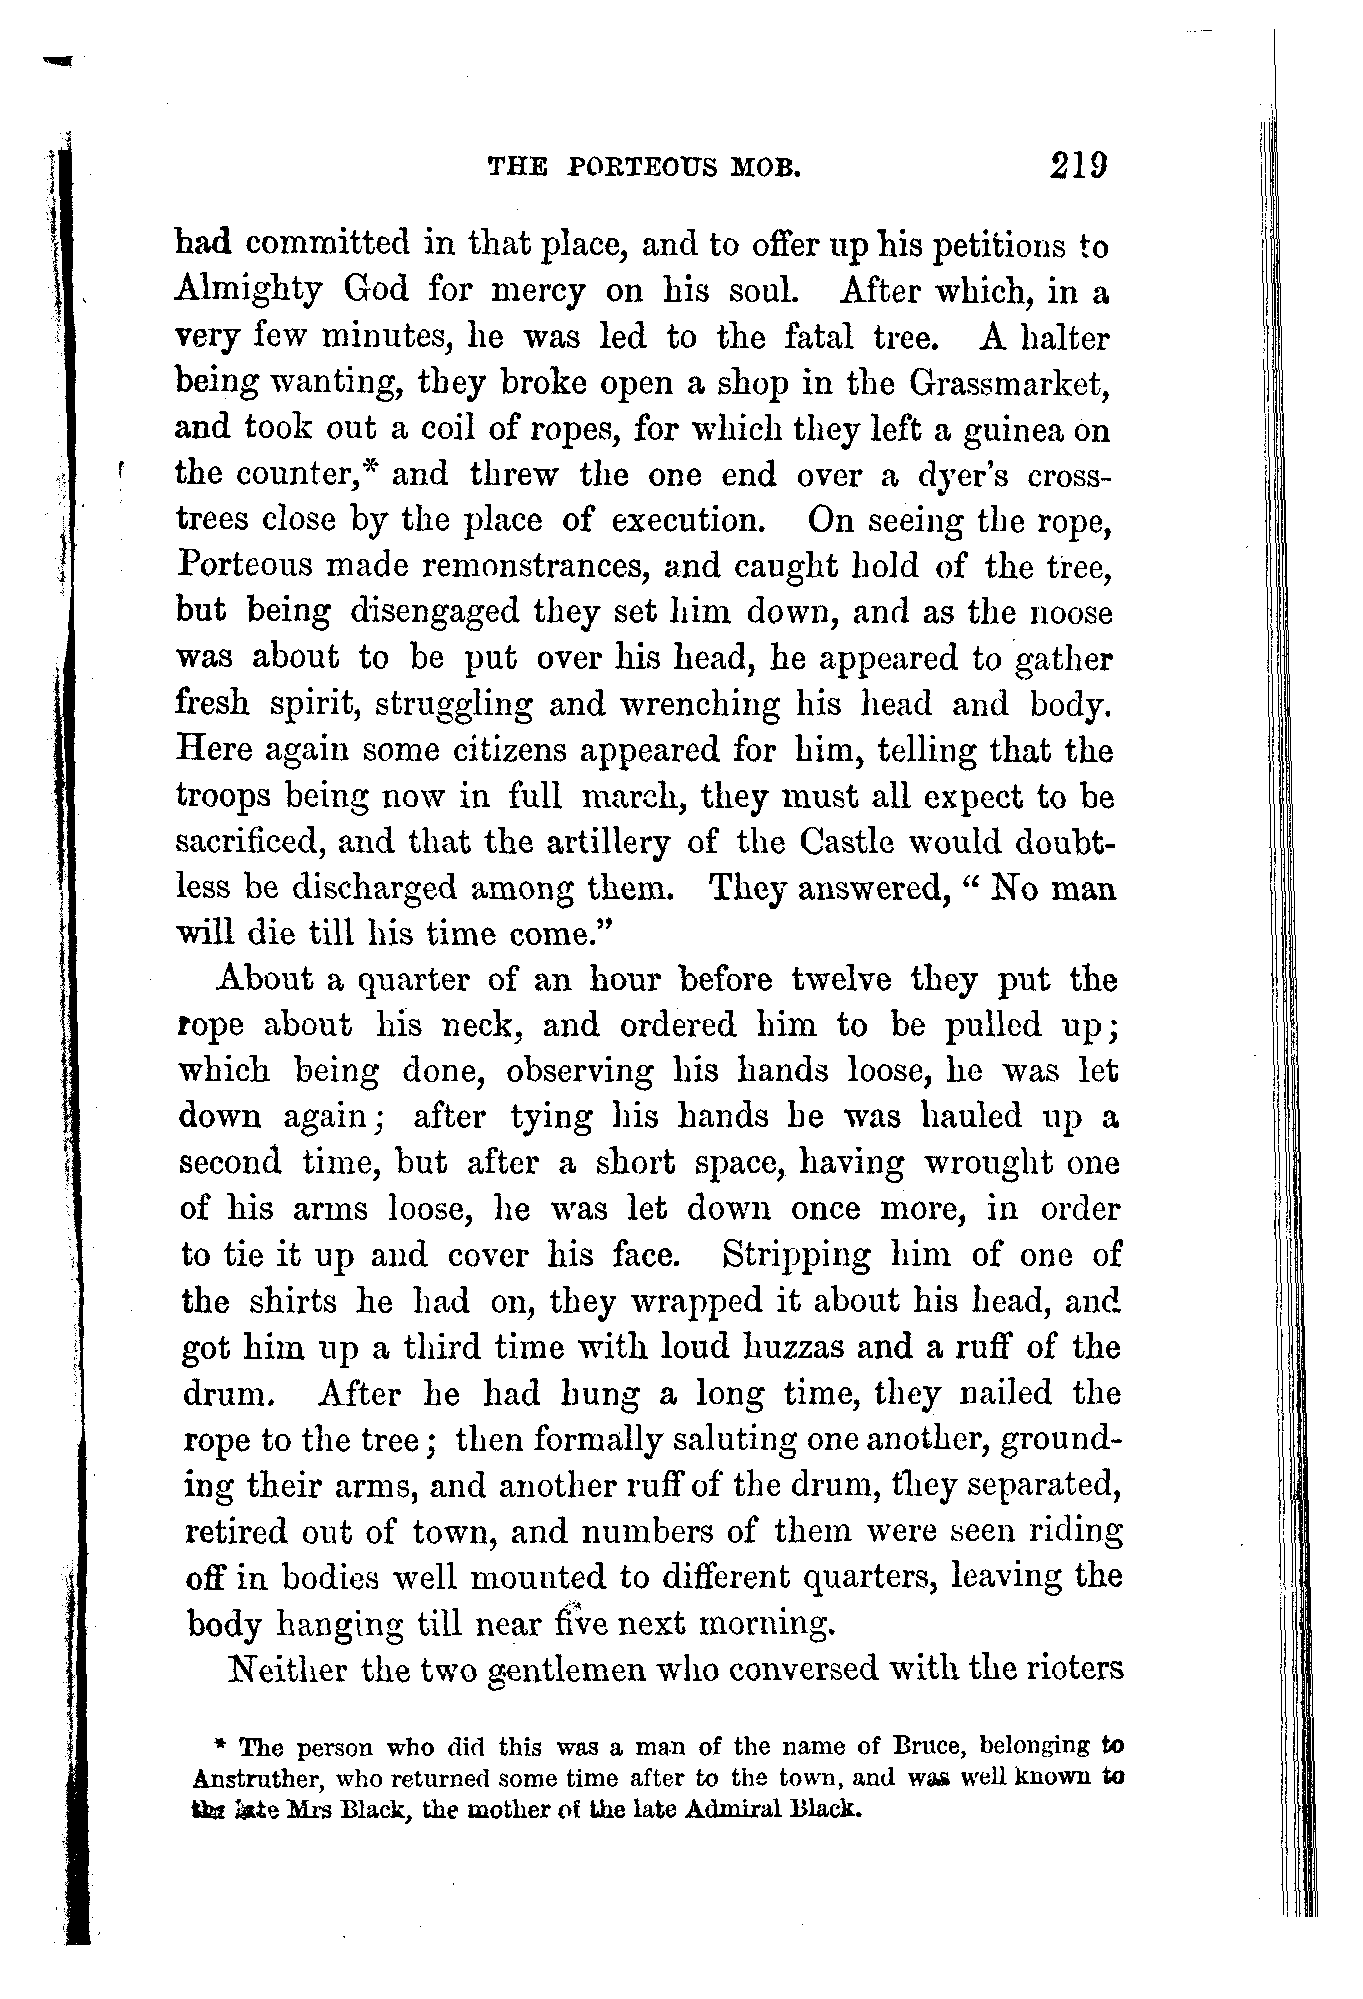 THE PORTEOUS MOB. 219
had committed in that place, and to offer up his petitions to
Almighty God for mercy on his soul. After which, in a
very few minutes, he was led to the fatal tree. A halter
being wanting, they broke open a shop in the Grassmarket,
and took out a coil of ropes, for which they left a guinea on
the counter,* and threw the one end over a dyer's cross-
trees close by the place of execution. On seeing the rope,
Porteous made remonstrances, and caught hold of the tree,
but being disengaged they set him down, and as the noose
was about to be put over his head, he appeared to gather
fresh spirit, struggling and wrenching his head and body.
Here again some citizens appeared for him, telling that the
troops being now in full march, they must all expect to be
sacrificed, and that the artillery of the Castle would doubt-
less be discharged among them. They answered, “ No man
will die till his time come.”
About a quarter of an hour before twelve they put the
rope about his neck, and ordered him to be pulled up;
which being done, observing his hands loose, he was let
down again; after tying his hands he was hauled up a
second time, but after a short space, having wrought one
of his arms loose, he was let down once more, in order
to tie it up and cover his face. Stripping him of one of
the shirts he had on, they wrapped it about his head, and
got him up a third time with loud huzzas and a ruff of the
drum. After he had hung a long time, they nailed the
rope to the tree; then formally saluting one another, ground-
ing their arms, and another ruff of the drum, they separated,
retired out of town, and numbers of them were seen riding
off in bodies well mounted to different quarters, leaving the
body hanging till near five next morning.
Neither the two gentlemen who conversed with the rioters
* The person who did this was a man of the name of Bruce, belonging to
Anstruther, who returned some time after to the town, and was well known to
the late Mrs Black, the mother of the late Admiral Black.